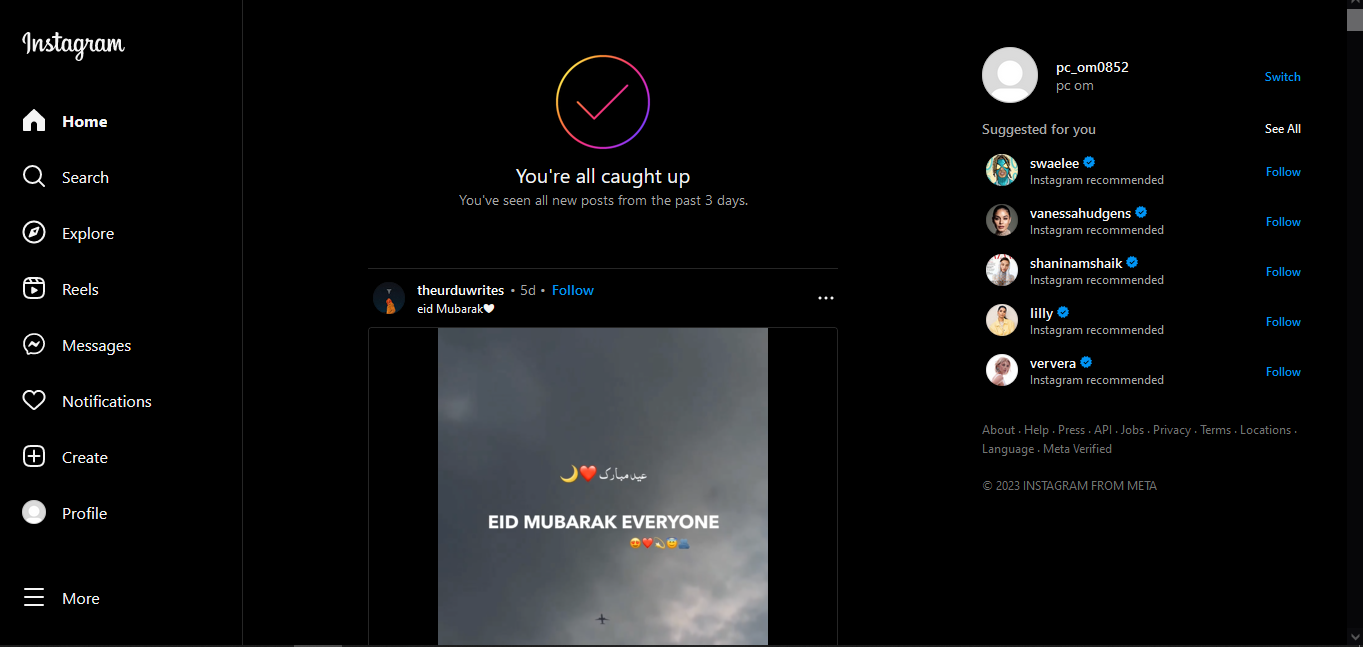 Instagram
Home
Search
Explore
Reels
Messages
Notifications
Create
Profile
More
You're all caught up
You've seen all new posts from the past 3 days.
theurduwrites • 5d • Follow
eid Mubarak🤍
عید مبارک ❤️🌙
EID MUBARAK EVERYONE
pc_om0852
pc om
Switch
Suggested for you
See All
swaelee
Instagram recommended
Follow
vanessahudgens
Instagram recommended
Follow
shaninamshaik
Instagram recommended
Follow
lilly
Instagram recommended
Follow
ververa
Instagram recommended
Follow
About · Help · Press · API · Jobs · Privacy · Terms · Locations ·
Language · Meta Verified
© 2023 INSTAGRAM FROM META